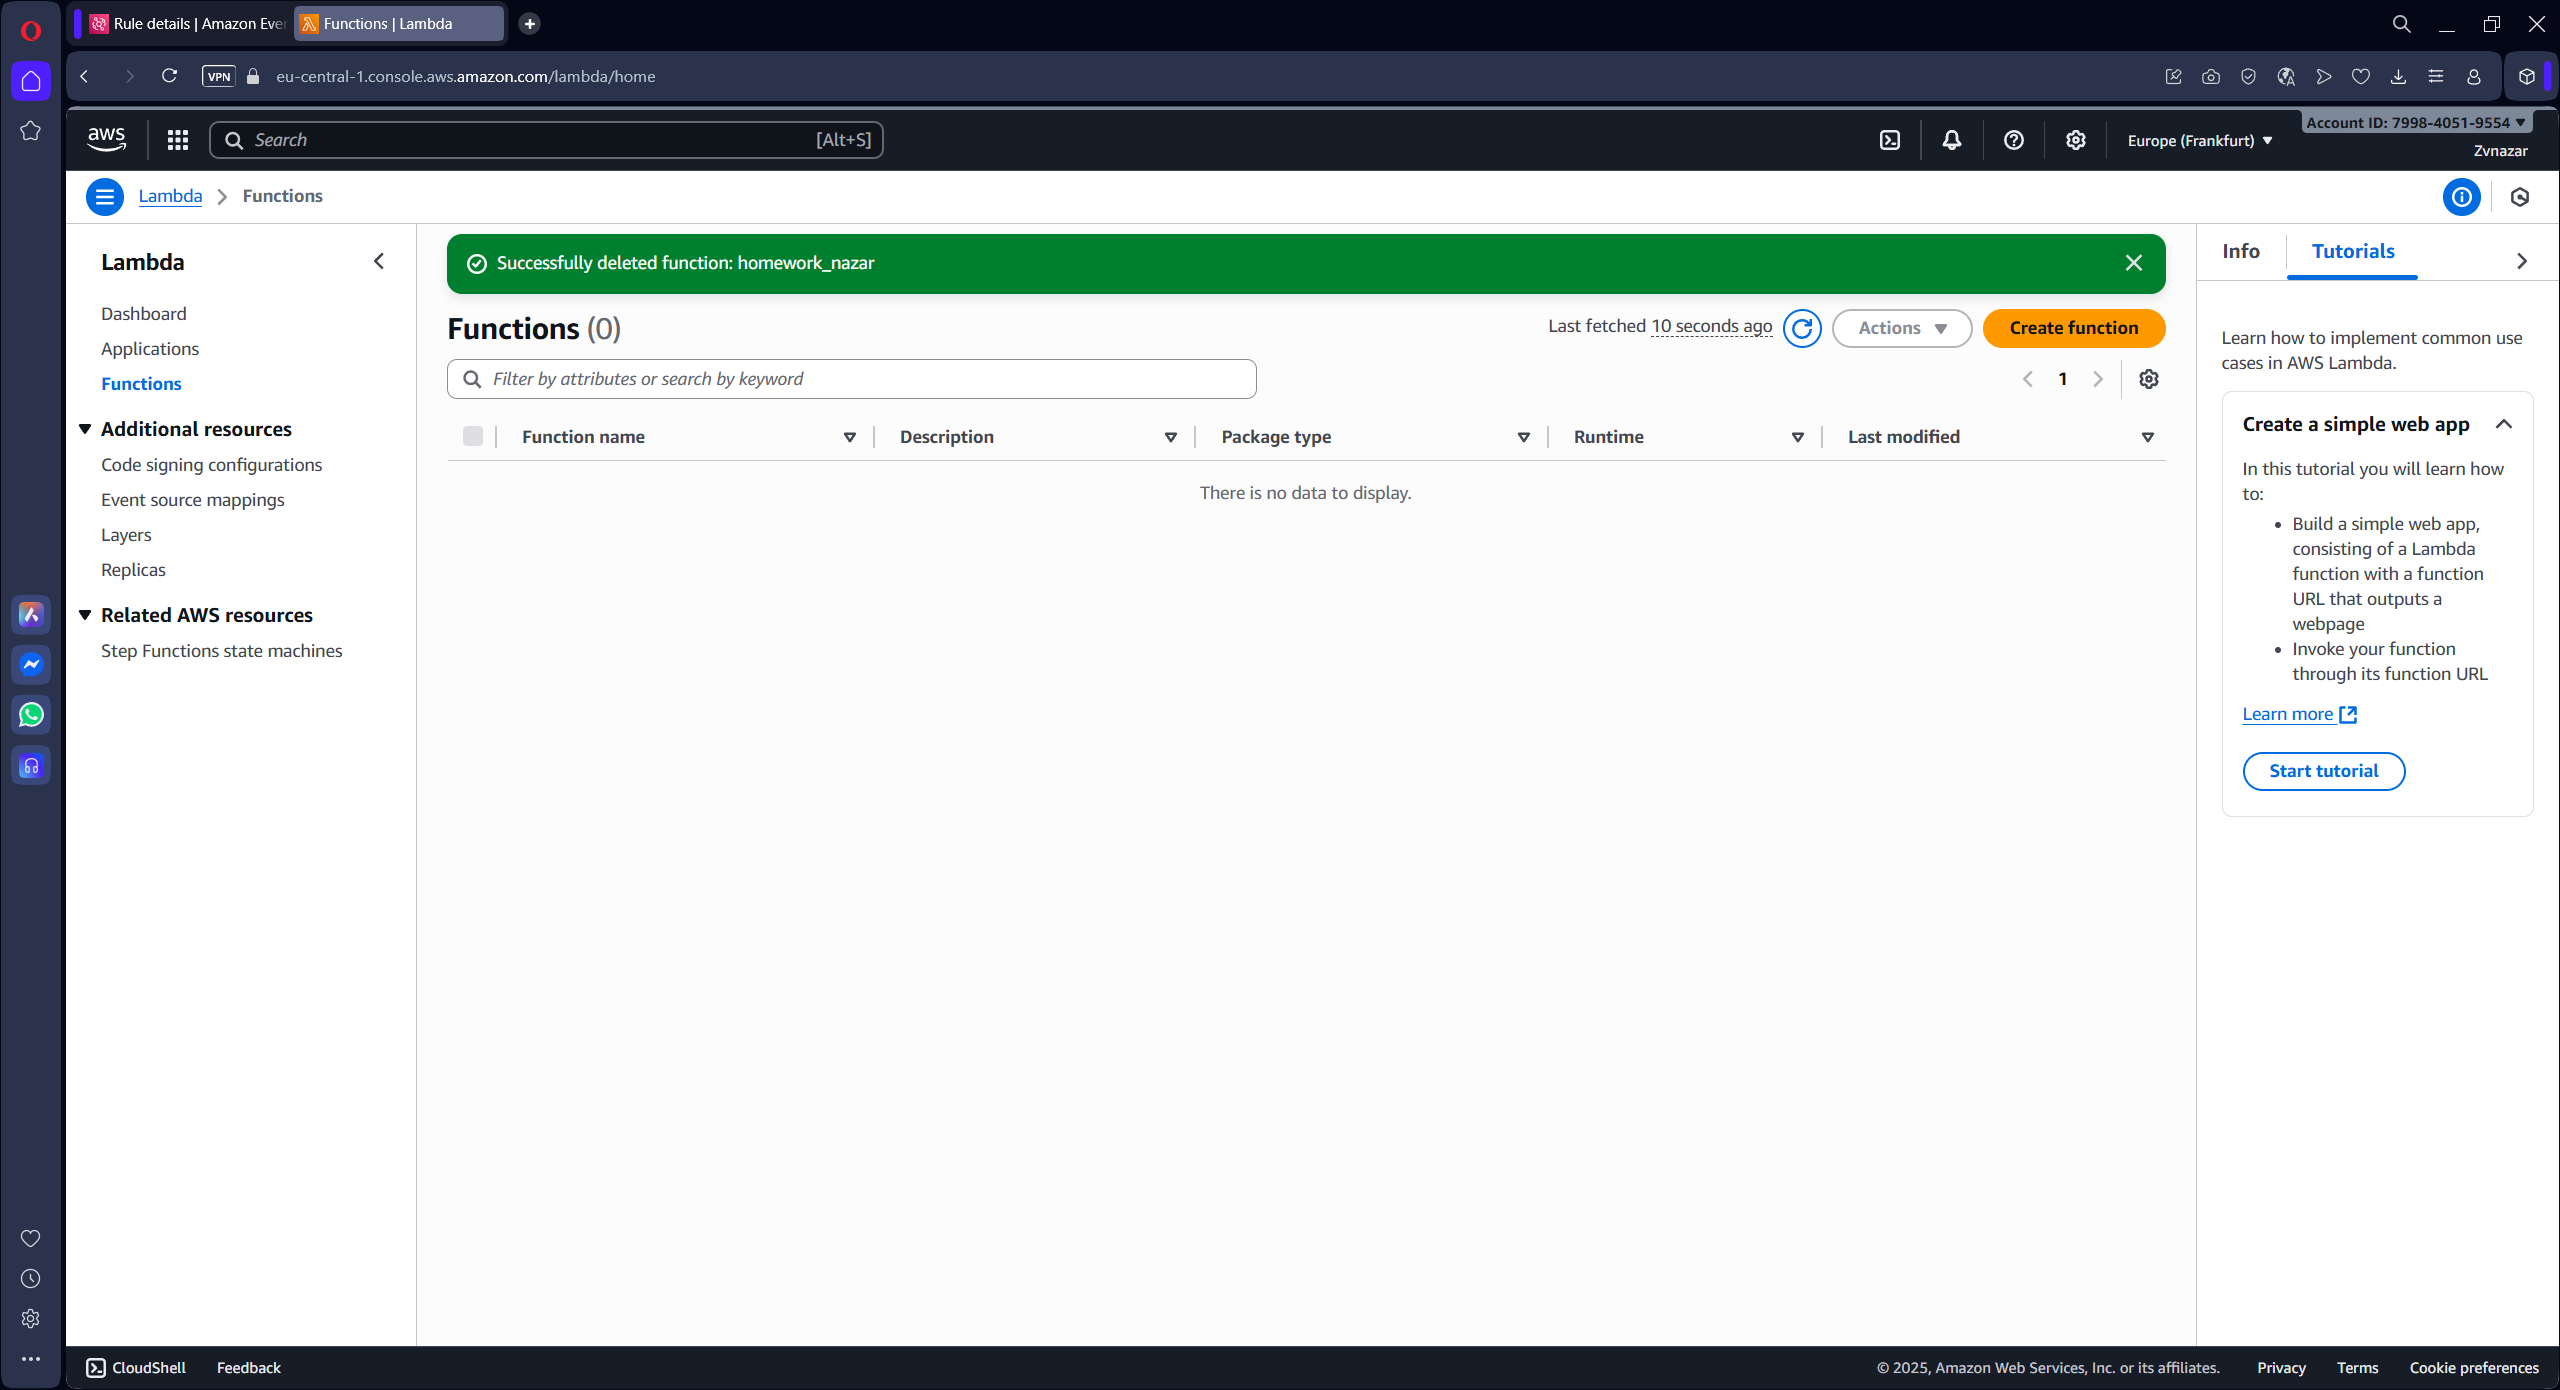 Rule details | Amazon Eve
Functions | Lambda
VPN
eu-central-1.console.aws.amazon.com/lambda/home
aws
Search
[Alt+S]
Europe (Frankfurt)
Account ID: 7998-4051-9554
Zvnazar
Lambda
Functions
Lambda
Dashboard
Applications
Functions
Additional resources
Code signing configurations
Event source mappings
Layers
Replicas
Related AWS resources
Step Functions state machines
Successfully deleted function: homework_nazar
Functions (0)
Last fetched 10 seconds ago
Actions
Create function
Filter by attributes or search by keyword
1
Function name
Description
Package type
Runtime
Last modified
There is no data to display.
Info
Tutorials
Learn how to implement common use
cases in AWS Lambda.
Create a simple web app
In this tutorial you will learn how
to:
• Build a simple web app,
consisting of a Lambda
function with a function
URL that outputs a
webpage
• Invoke your function
through its function URL
Learn more
Start tutorial
CloudShell
Feedback
© 2025, Amazon Web Services, Inc. or its affiliates.
Privacy
Terms
Cookie preferences